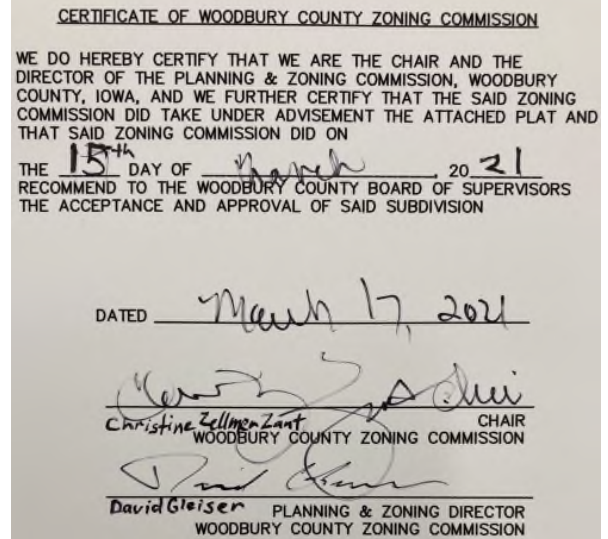 CERTIFICATE OF WOODBURY COUNTY ZONING COMMISSION
WE DO HEREBY CERTIFY THAT WE ARE THE CHAIR AND THE
DIRECTOR OF THE PLANNING & ZONING COMMISSION, WOODBURY
COUNTY, IOWA, AND WE FURTHER CERTIFY THAT THE SAID ZONING
COMMISSION DID TAKE UNDER ADVISEMENT THE ATTACHED PLAT AND
THAT SAID ZONING COMMISSION DID ON
THE 15th DAY OF March, 20 21
RECOMMEND TO THE WOODBURY COUNTY BOARD OF SUPERVISORS
THE ACCEPTANCE AND APPROVAL OF SAID SUBDIVISION
DATED March 17, 2021
Christine Zellmer Zant CHAIR
WOODBURY COUNTY ZONING COMMISSION
David Gleiser PLANNING & ZONING DIRECTOR
WOODBURY COUNTY ZONING COMMISSION